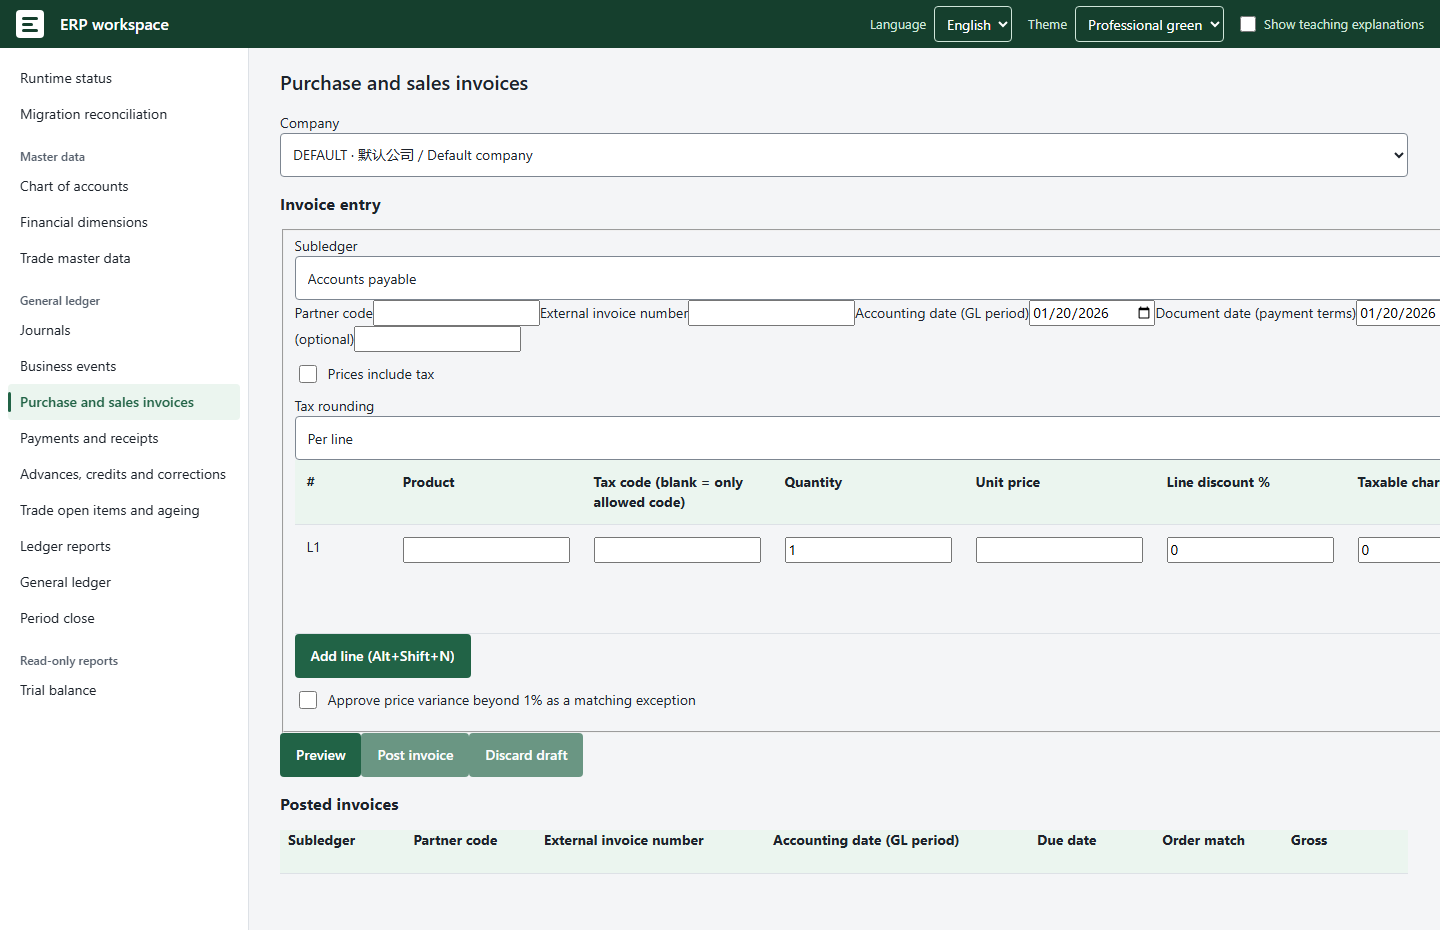 ERP workspace
Language English Theme Professional green Show teaching explanations
Runtime status
Migration reconciliation
Master data
Chart of accounts
Financial dimensions
Trade master data
General ledger
Journals
Business events
Purchase and sales invoices
Payments and receipts
Advances, credits and corrections
Trade open items and ageing
Ledger reports
General ledger
Period close
Read-only reports
Trial balance
Purchase and sales invoices
Company
DEFAULT · 默认公司 / Default company
Invoice entry
Subledger
Accounts payable
Partner code External invoice number Accounting date (GL period) 01/20/2026 Document date (payment terms) 01/20/2026
(optional)
Prices include tax
Tax rounding
Per line
# Product Tax code (blank = only allowed code) Quantity Unit price Line discount % Taxable char
L1 1 0 0
Add line (Alt+Shift+N)
Approve price variance beyond 1% as a matching exception
Preview Post invoice Discard draft
Posted invoices
Subledger Partner code External invoice number Accounting date (GL period) Due date Order match Gross